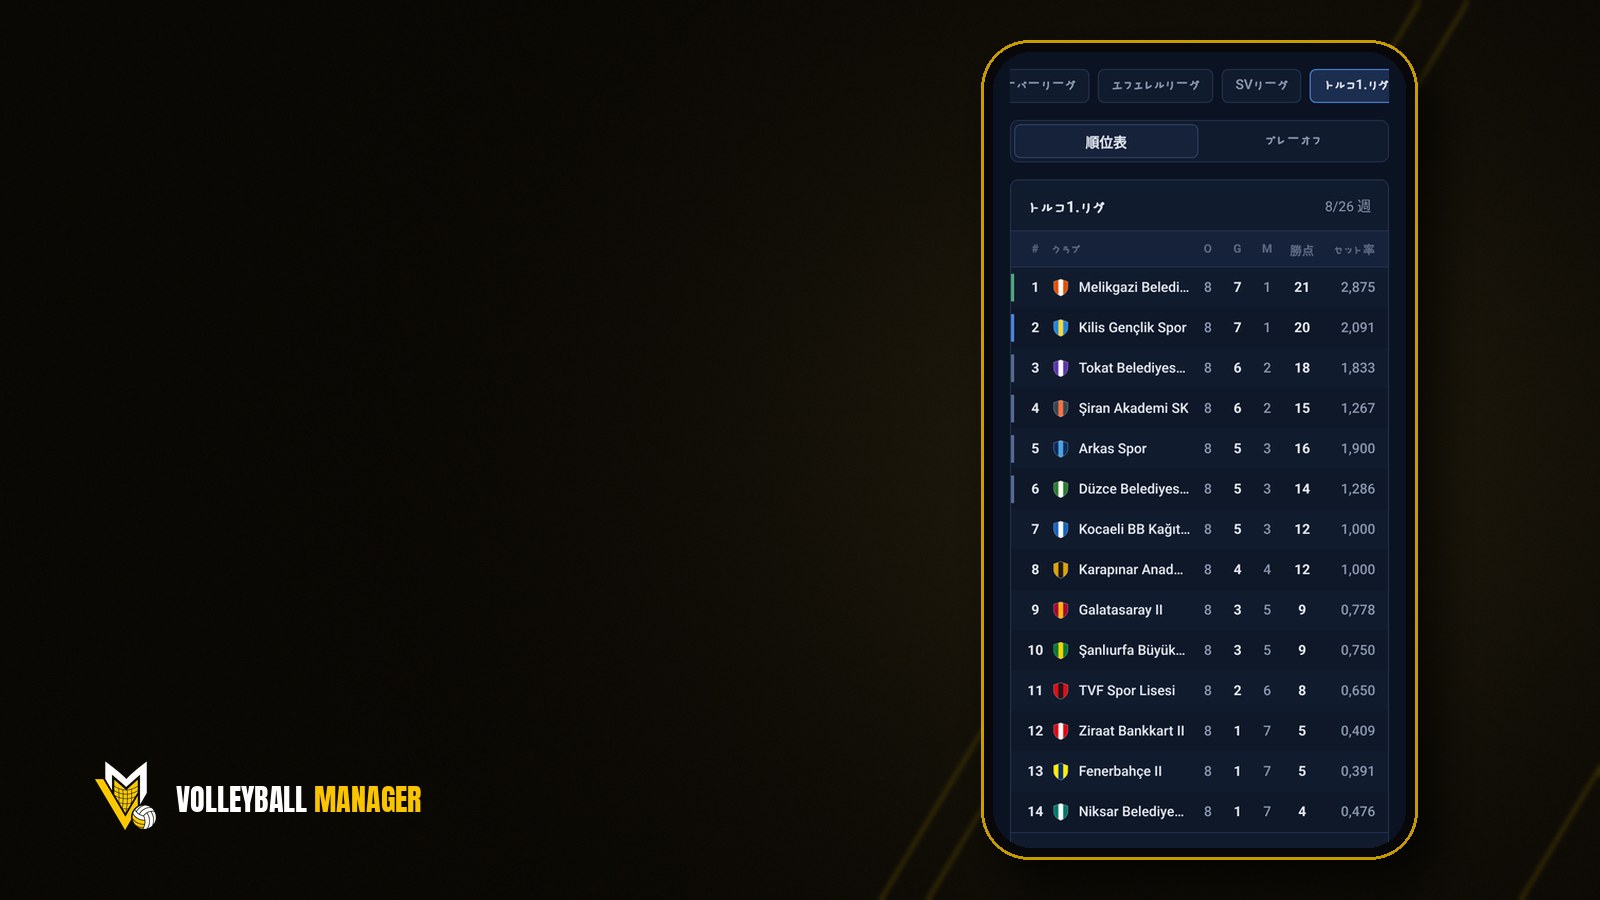 ーバーリーグ エフエレルリーグ SVリーグ トルコ1.リグ
順位表 プレーオフ
トルコ1.リグ 8/26 週
# クラブ O G M 勝点 セット率
1 Melikgazi Beledi... 8 7 1 21 2,875
2 Kilis Gençlik Spor 8 7 1 20 2,091
3 Tokat Belediyes... 8 6 2 18 1,833
4 Şiran Akademi SK 8 6 2 15 1,267
5 Arkas Spor 8 5 3 16 1,900
6 Düzce Belediyes... 8 5 3 14 1,286
7 Kocaeli BB Kağıt... 8 5 3 12 1,000
8 Karapınar Anad... 8 4 4 12 1,000
9 Galatasaray II 8 3 5 9 0,778
10 Şanlıurfa Büyük... 8 3 5 9 0,750
11 TVF Spor Lisesi 8 2 6 8 0,650
12 Ziraat Bankkart II 8 1 7 5 0,409
13 Fenerbahçe II 8 1 7 5 0,391
14 Niksar Belediye... 8 1 7 4 0,476
VOLLEYBALL MANAGER